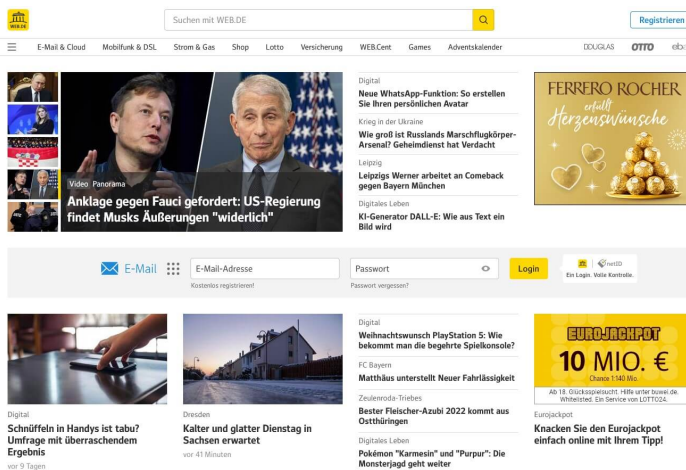 WEB.DE
Suchen mit WEB.DE
Registrieren
E-Mail & Cloud
Mobilfunk & DSL
Strom & Gas
Shop
Lotto
Versicherung
WEB.Cent
Games
Adventskalender
DOUGLAS
OTTO
Video Panorama
Anklage gegen Fauci gefordert: US-Regierung
findet Musks Äußerungen "widerlich"
Digital
Neue WhatsApp-Funktion: So erstellen
Sie Ihren persönlichen Avatar
Krieg in der Ukraine
Wie groß ist Russlands Marschflugkörper-
Arsenal? Geheimdienst hat Verdacht
Leipzig
Leipzigs Werner arbeitet an Comeback
gegen Bayern München
Digitales Leben
KI-Generator DALL-E: Wie aus Text ein
Bild wird
FERRERO ROCHER
erfüllt
Herzenswünsche
E-Mail
E-Mail-Adresse
Kostenlos registrieren!
Passwort
Passwort vergessen?
Login
netID
Ein Login. Volle Kontrolle.
Digital
Schnüffeln in Handys ist tabu?
Umfrage mit überraschendem
Ergebnis
vor 9 Tagen
Dresden
Kalter und glatter Dienstag in
Sachsen erwartet
vor 41 Minuten
Digital
Weihnachtswunsch PlayStation 5: Wie
bekommt man die begehrte Spielkonsole?
FC Bayern
Matthäus unterstellt Neuer Fahrlässigkeit
Zeulenroda-Triebes
Bester Fleischer-Azubi 2022 kommt aus
Ostthüringen
Digitales Leben
Pokémon "Karmesin" und "Purpur": Die
Monsterjagd geht weiter
EUROJACKPOT
10 MIO. €
Chance 1:140 Mio.
Ab 18. Glücksspielsucht. Hilfe unter buwei.de.
Whitelisted. Ein Service von LOTTO24.
Eurojackpot
Knacken Sie den Eurojackpot
einfach online mit Ihrem Tipp!